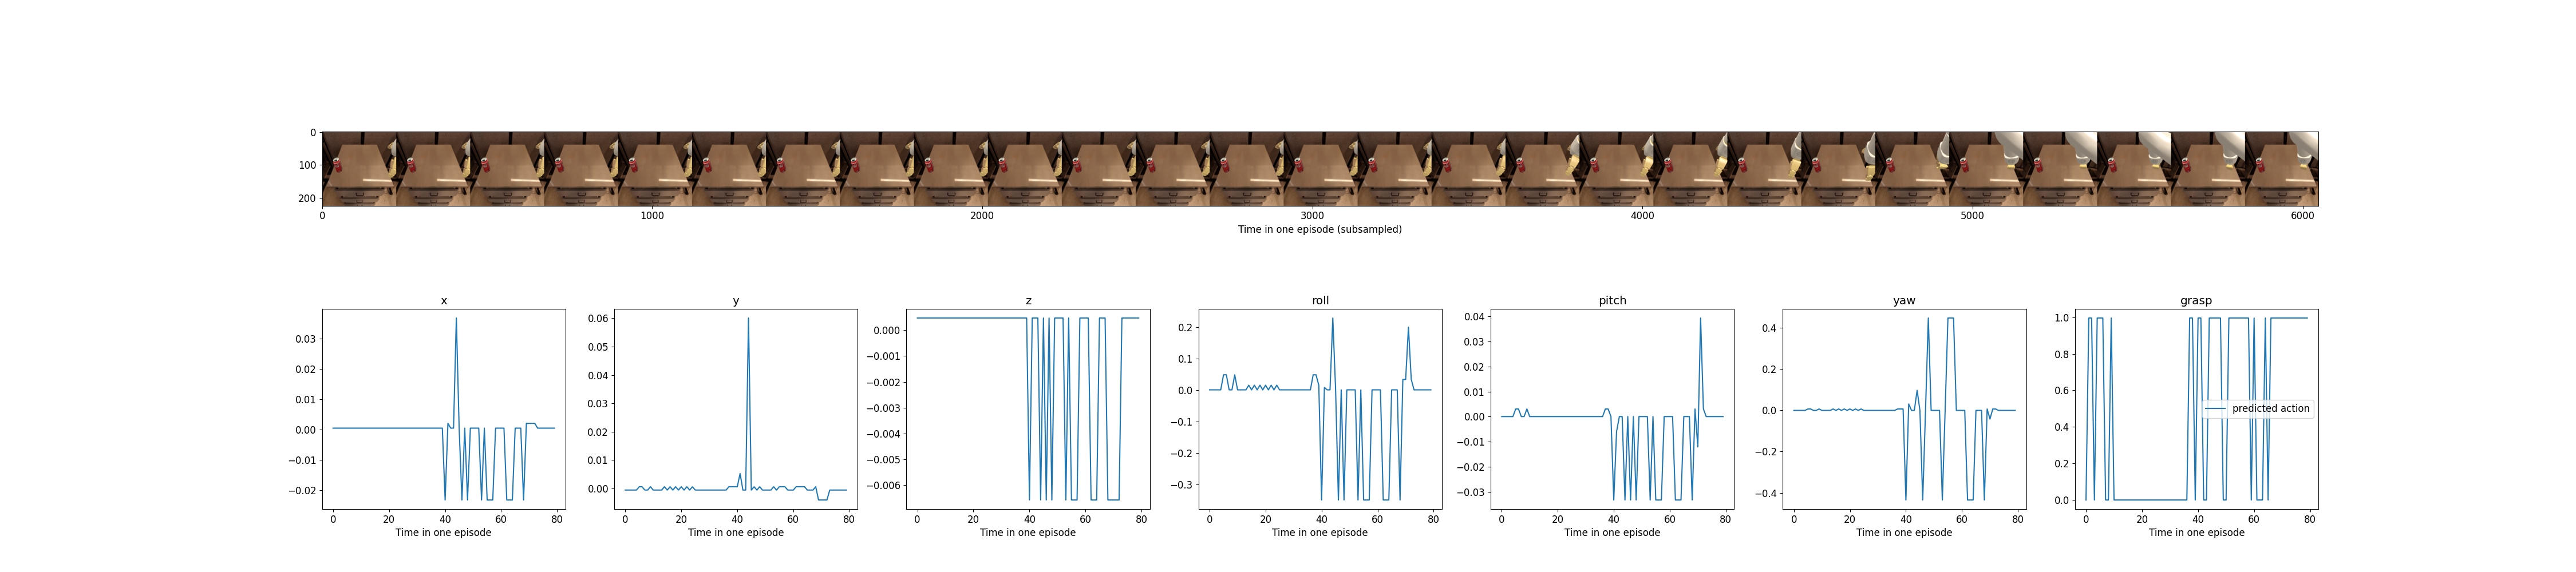 0
100
200
0 1000 2000 3000 4000 5000 6000
Time in one episode (subsampled)
x y z roll pitch yaw grasp
0.03
0.02
0.01
0.00
−0.01
−0.02
0 20 40 60 80
Time in one episode
0.06
0.05
0.04
0.03
0.02
0.01
0.00
0 20 40 60 80
Time in one episode
0.000
−0.001
−0.002
−0.003
−0.004
−0.005
−0.006
0 20 40 60 80
Time in one episode
0.2
0.1
0.0
−0.1
−0.2
−0.3
0 20 40 60 80
Time in one episode
0.04
0.03
0.02
0.01
0.00
−0.01
−0.02
−0.03
0 20 40 60 80
Time in one episode
0.4
0.2
0.0
−0.2
−0.4
0 20 40 60 80
Time in one episode
1.0
0.8
0.6
0.4
0.2
0.0
predicted action
0 20 40 60 80
Time in one episode